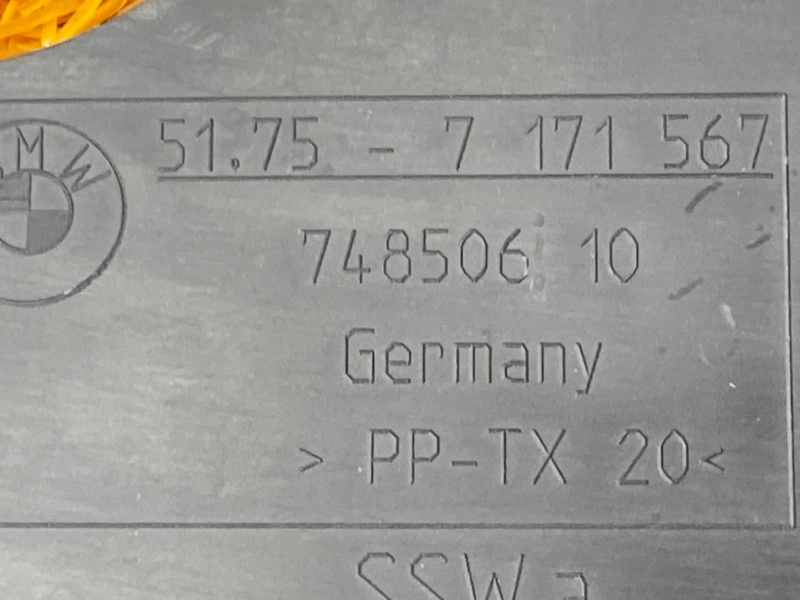 BMW
51.75 - 7 171 567
748506 10
Germany
> PP-TX 20<